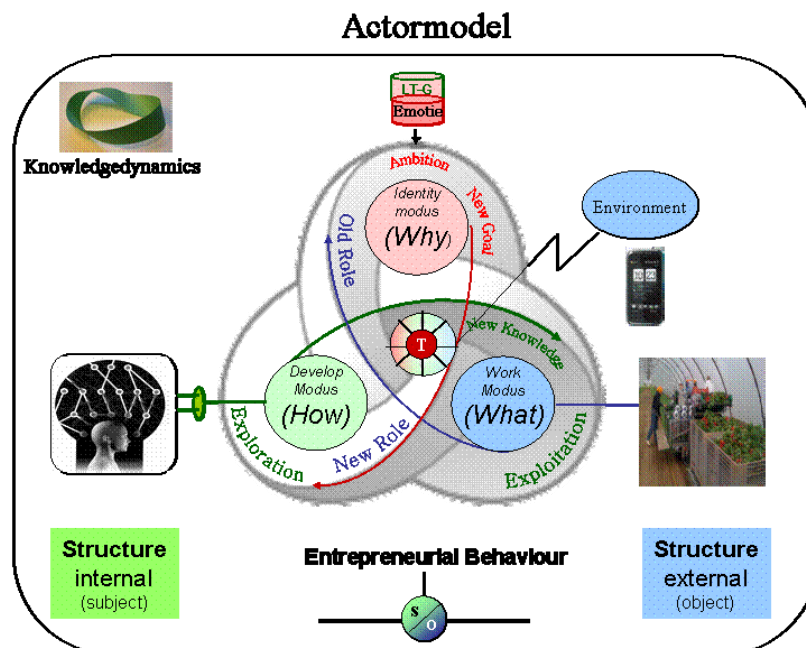 Actormodel
LT-G
Emotie
Knowledgedynamics
Ambition
Identity
modus
(Why)
New Goal
Old Role
Environment
T
New Knowledge
Develop
Modus
(How)
Work
Modus
(What)
Exploration
New Role
Exploitation
Structure
internal
(subject)
Entrepreneurial Behaviour
S
O
Structure
external
(object)